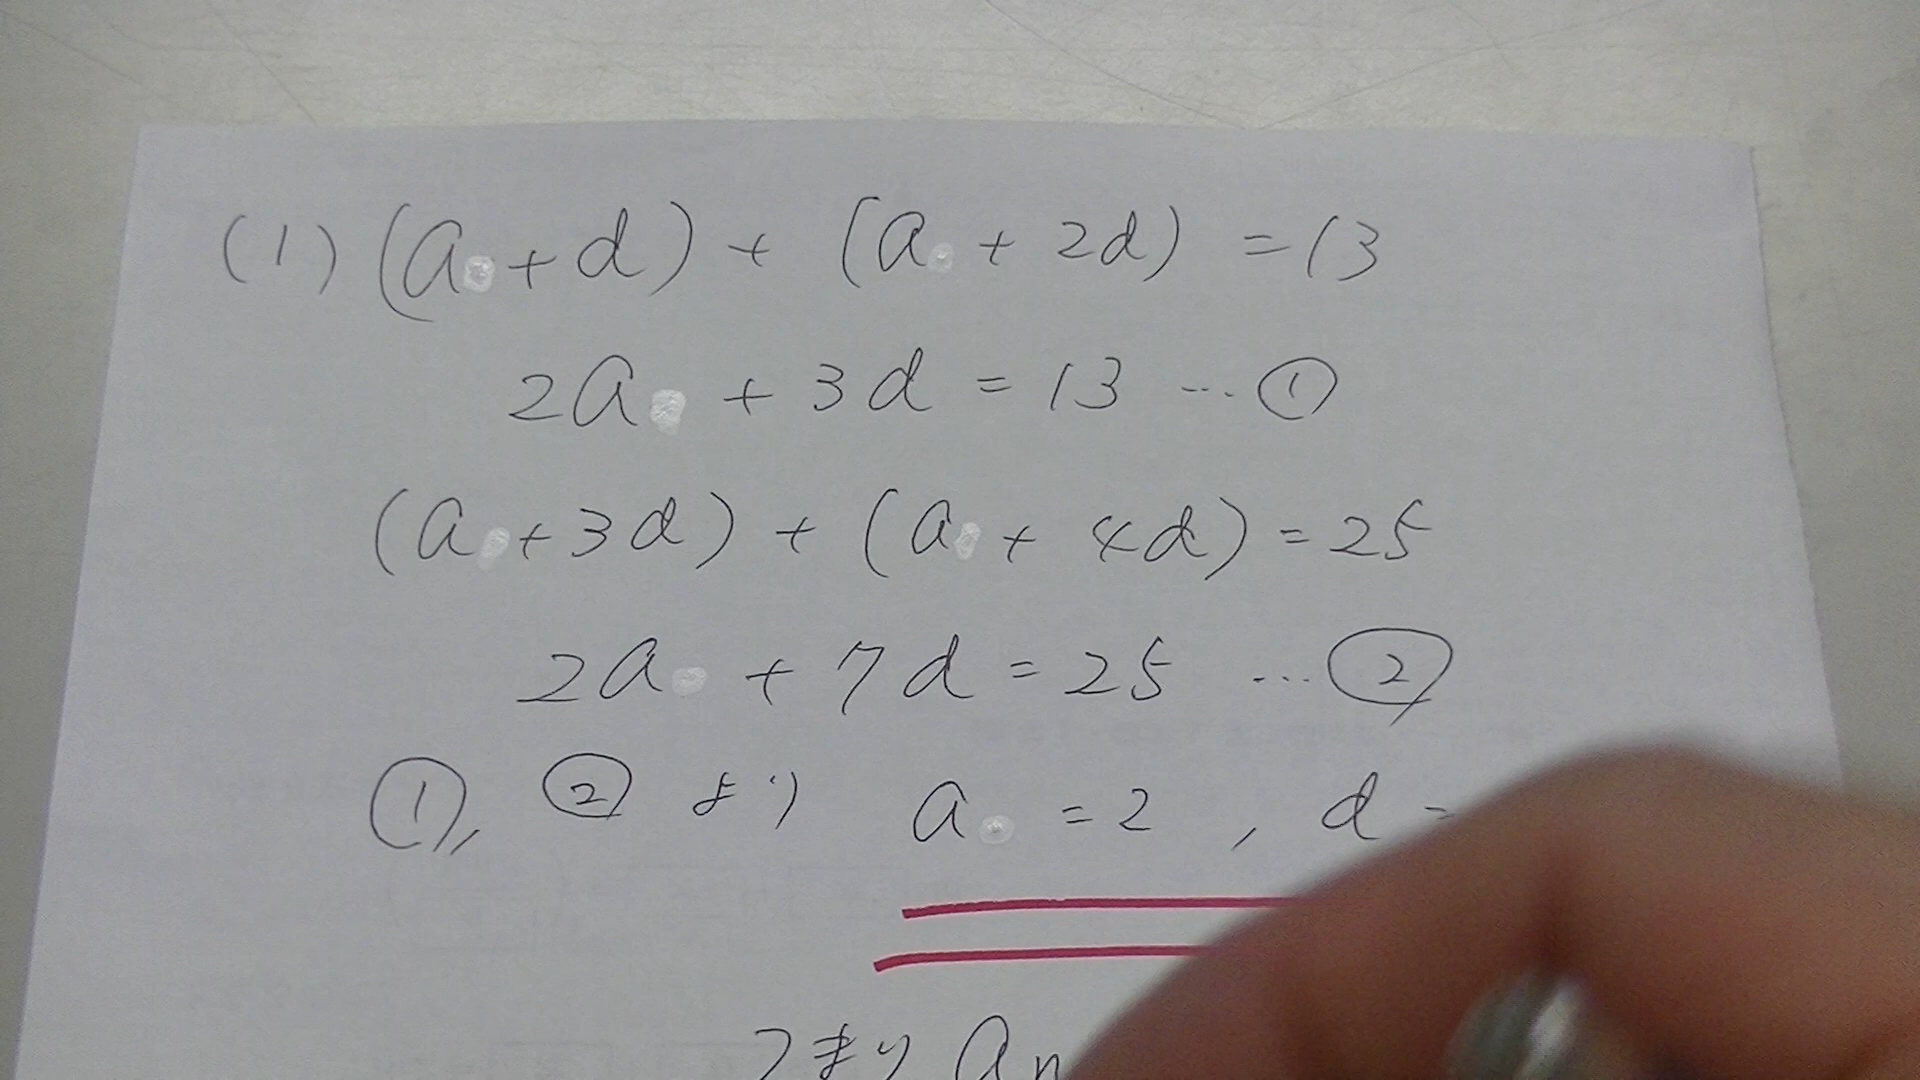 (1) (a + d) + (a + 2d) = 13
2a + 3d = 13 … ①
(a + 3d) + (a + 4d) = 25
2a + 7d = 25 … ②
①, ② より a = 2 , d =
つまり an